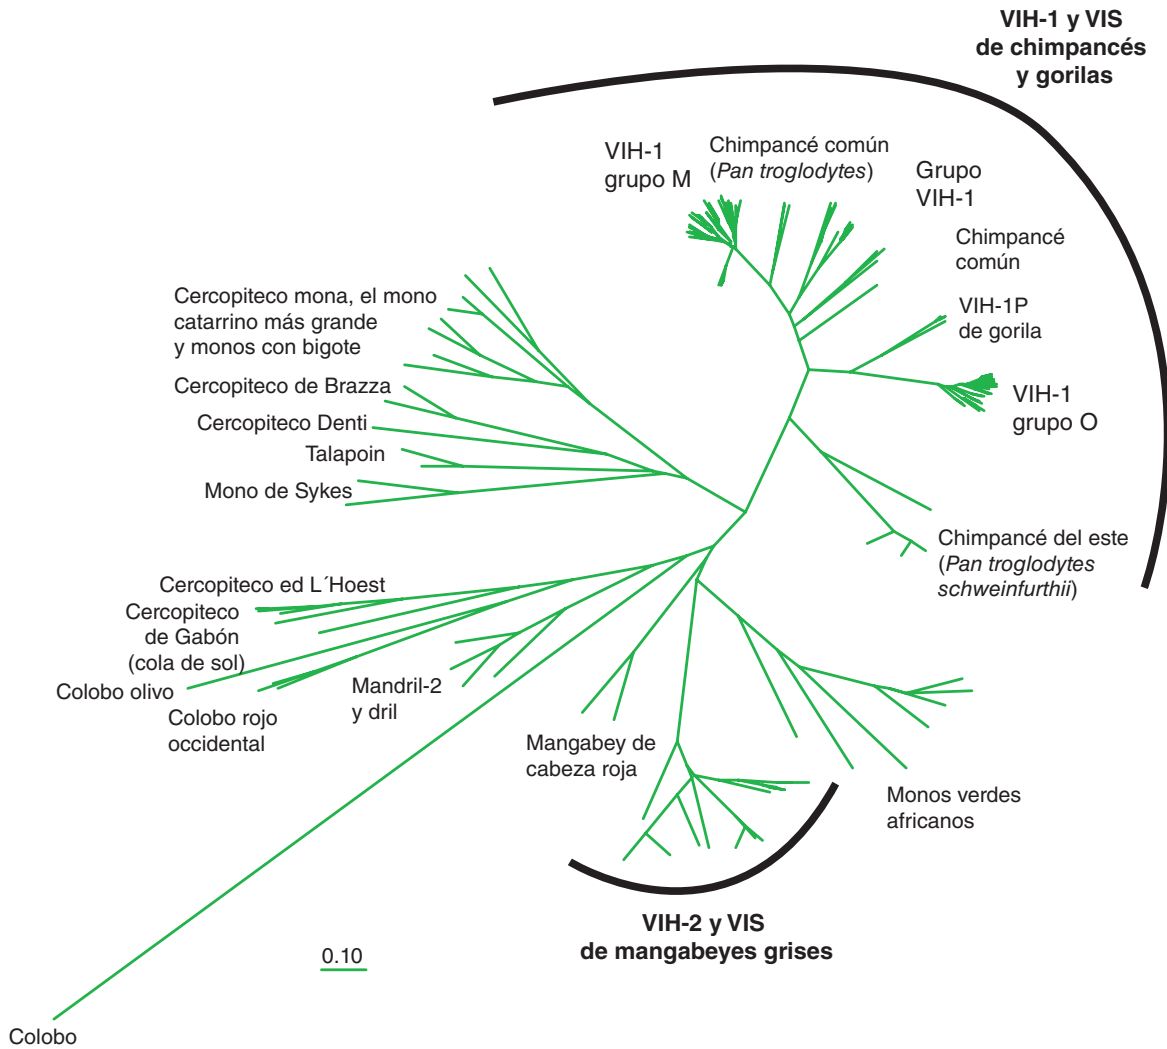 VIH-1 y VIS
de chimpancés
y gorilas
VIH-1
grupo M
Chimpancé común
(Pan troglodytes)
Grupo
VIH-1
Chimpancé
común
VIH-1P
de gorila
VIH-1
grupo O
Cercopiteco mona, el mono
catarrino más grande
y monos con bigote
Cercopiteco de Brazza
Cercopiteco Denti
Talapoin
Mono de Sykes
Chimpancé del este
(Pan troglodytes
schweinfurthii)
Cercopiteco ed L´Hoest
Cercopiteco
de Gabón
(cola de sol)
Colobo olivo
Colobo rojo
occidental
Mandril-2
y dril
Mangabey de
cabeza roja
Monos verdes
africanos
VIH-2 y VIS
de mangabeyes grises
0.10
Colobo